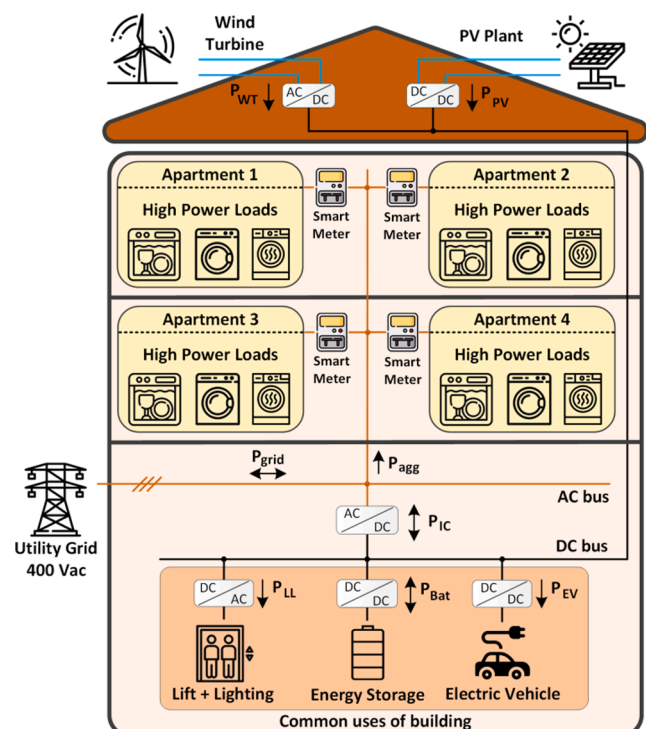 Wind
Turbine
PV Plant
P_WT
AC
DC
DC
DC
P_PV
Apartment 1
High Power Loads
Smart
Meter
Smart
Meter
Apartment 2
High Power Loads
Apartment 3
High Power Loads
Smart
Meter
Smart
Meter
Apartment 4
High Power Loads
P_grid
P_agg
Utility Grid
400 Vac
AC bus
AC
DC
P_IC
DC bus
DC
AC
P_LL
DC
DC
P_Bat
DC
DC
P_EV
Lift + Lighting
Energy Storage
Electric Vehicle
Common uses of building